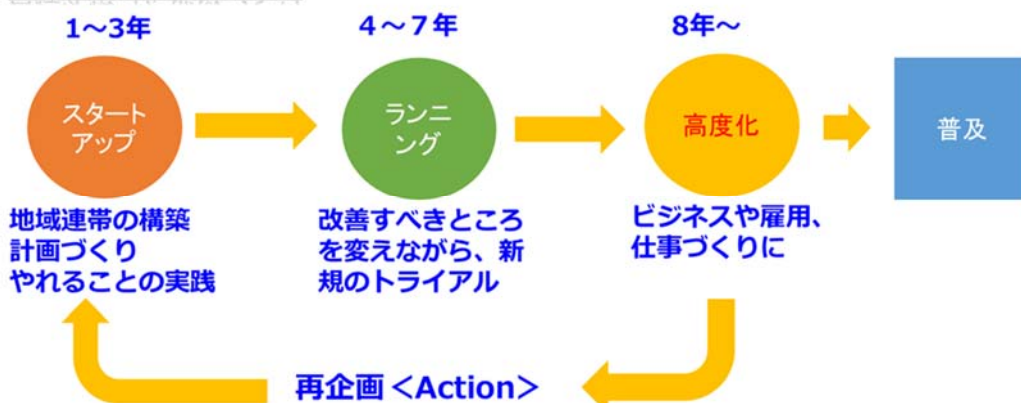 1～3年
4～7年
8年～
スタート
アップ
ランニ
ング
高度化
普及
地域連帯の構築
計画づくり
やれることの実践
改善すべきところ
を変えながら、新
規のトライアル
ビジネスや雇用、
仕事づくりに
再企画＜Action＞